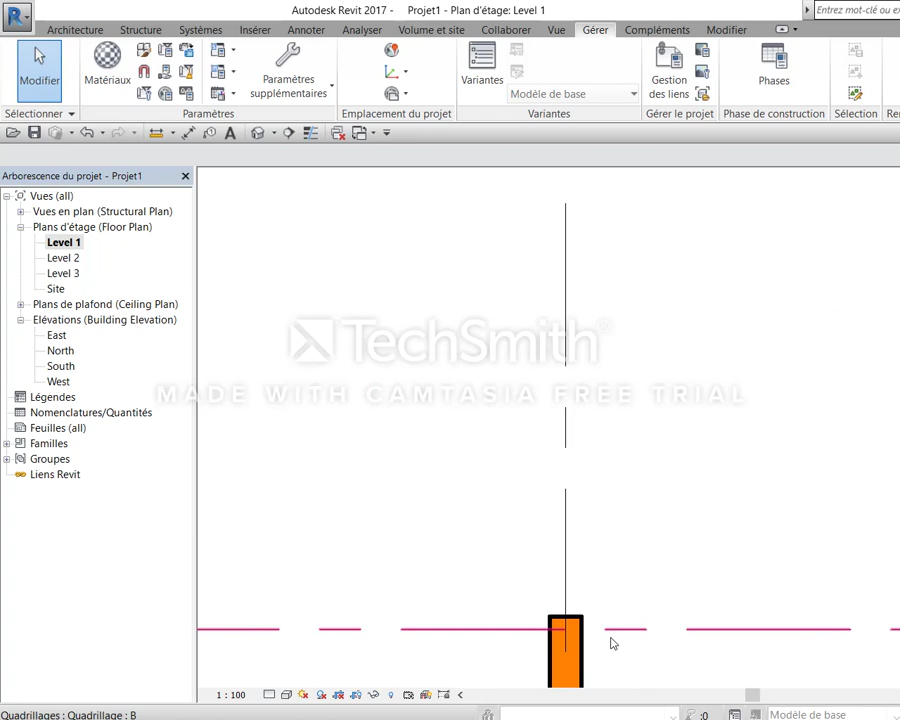 Autodesk Revit 2017 - Projet1 - Plan d'étage: Level 1
Entrez mot-clé ou ex
Architecture Structure Systèmes Insérer Annoter Analyser Volume et site Collaborer Vue Gérer Compléments Modifier
Modifier
Matériaux
Paramètres
supplémentaires
Variantes
Modèle de base
Gestion
des liens
Phases
Sélectionner
Paramètres
Emplacement du projet
Variantes
Gérer le projet
Phase de construction
Sélection
Arborescence du projet - Projet1
Vues (all)
Vues en plan (Structural Plan)
Plans d'étage (Floor Plan)
Level 1
Level 2
Level 3
Site
Plans de plafond (Ceiling Plan)
Elévations (Building Elevation)
East
North
South
West
Légendes
Nomenclatures/Quantités
Feuilles (all)
Familles
Groupes
Liens Revit
TechSmith®
MADE WITH CAMTASIA FREE TRIAL
1 : 100
Quadrillages : Quadrillage : B
:0
Modèle de base